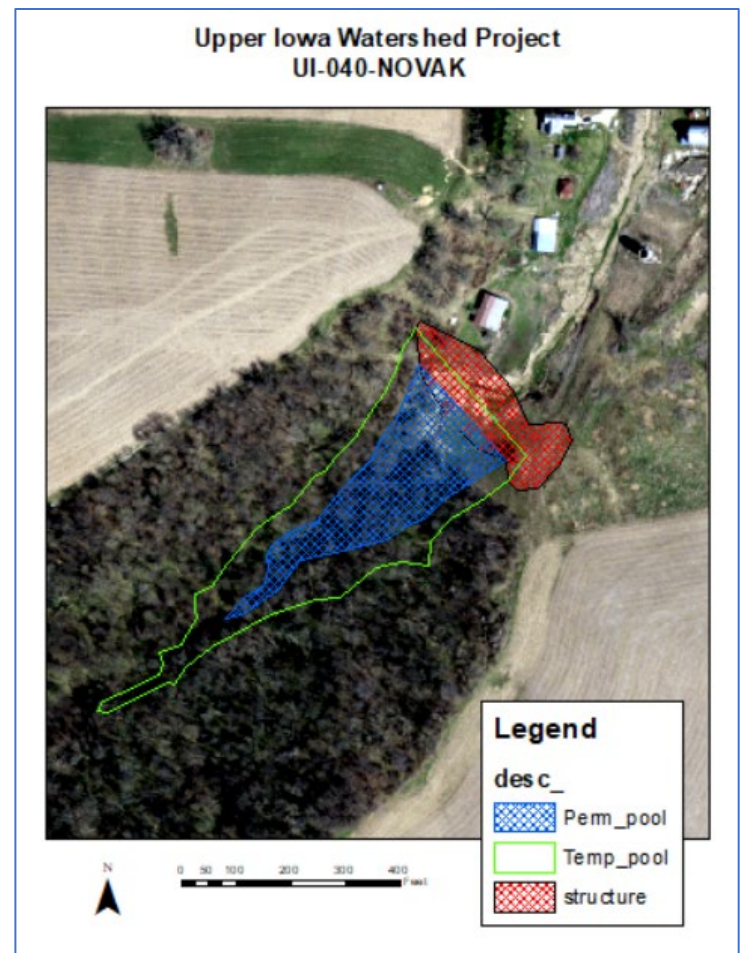 Upper Iowa Watershed Project
UI-040-NOVAK
Legend
desc_
Perm_pool
Temp_pool
structure
N
0 50 100 200 300 400
Feet